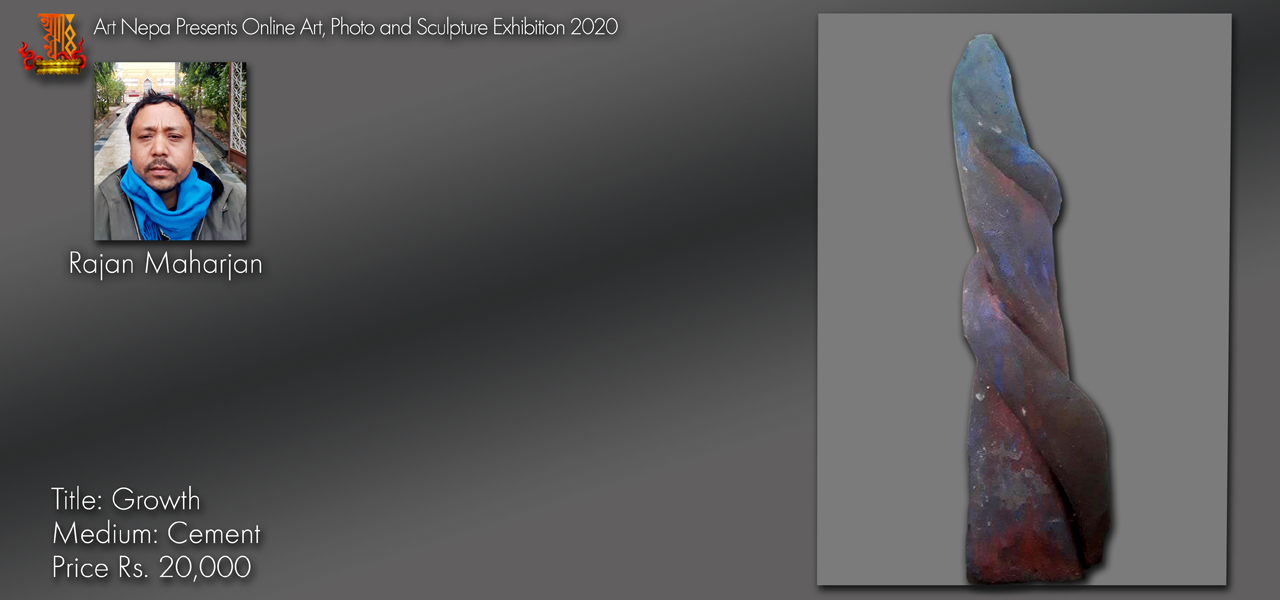 Art Nepa Presents Online Art, Photo and Sculpture Exhibition 2020
Rajan Maharjan
Title: Growth
Medium: Cement
Price Rs. 20,000